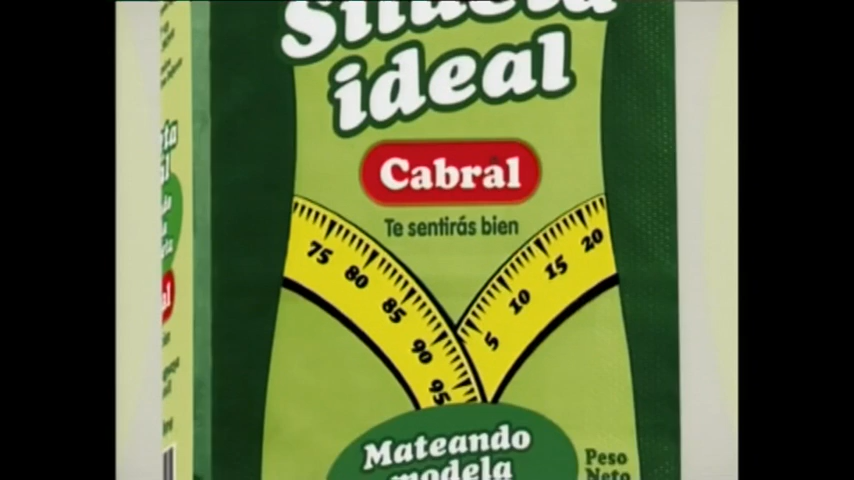 Silueta
ideal
Cabral
Te sentirás bien
75
80
85
90
95
5
10
15
20
Mateando
modela
Peso
Neto